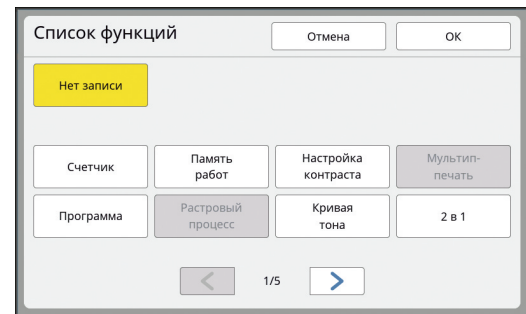 Список функций
Отмена
ОК
Нет записи
Счетчик
Память
работ
Настройка
контраста
Мультип-
печать
Программа
Растровый
процесс
Кривая
тона
2 в 1
1/5